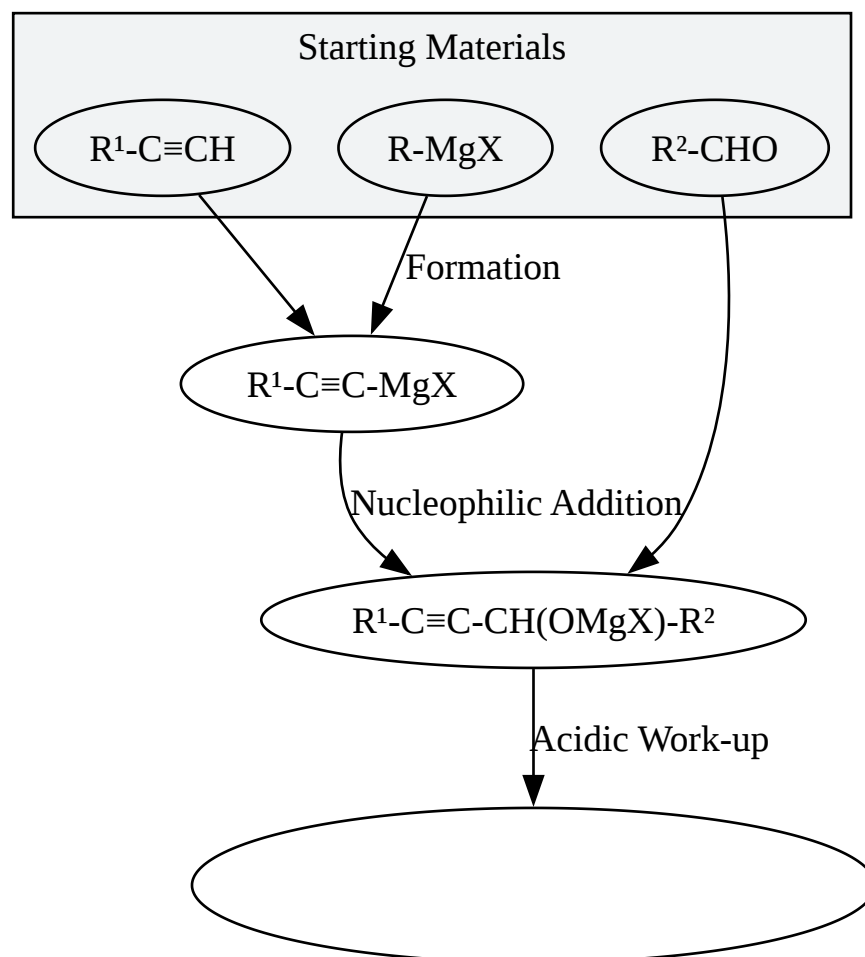 Starting Materials
R¹-C≡CH
R-MgX
R²-CHO
Formation
R¹-C≡C-MgX
Nucleophilic Addition
R¹-C≡C-CH(OMgX)-R²
Acidic Work-up